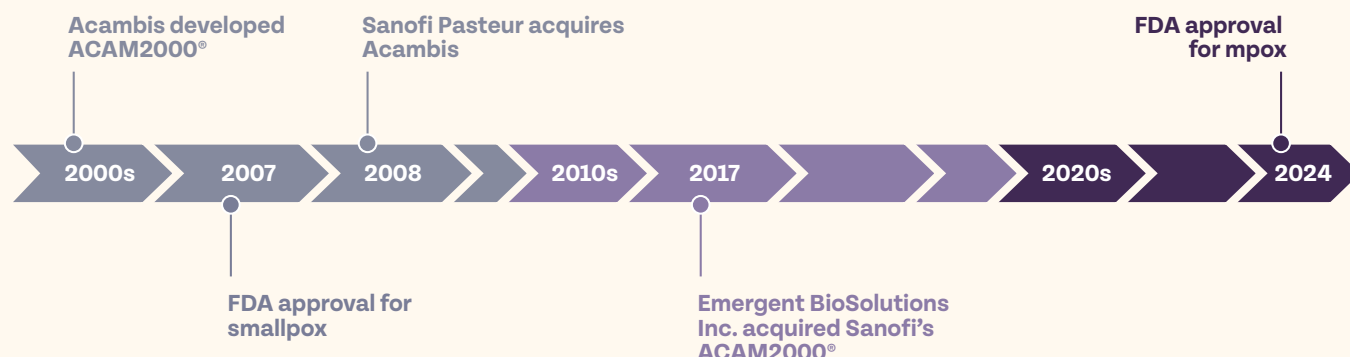 Acambis developed
ACAM2000®
Sanofi Pasteur acquires
Acambis
FDA approval
for mpox
2000s
2007
2008
2010s
2017
2020s
2024
FDA approval for
smallpox
Emergent BioSolutions
Inc. acquired Sanofi’s
ACAM2000®